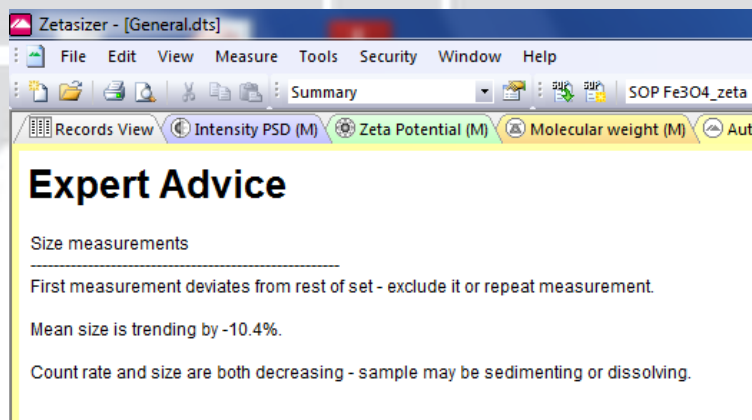 Zetasizer - [General.dts]
File Edit View Measure Tools Security Window Help
Summary SOP Fe3O4_zeta
Records View Intensity PSD (M) Zeta Potential (M) Molecular weight (M) Aut
Expert Advice
Size measurements
--------------------------------------------------------
First measurement deviates from rest of set - exclude it or repeat measurement.
Mean size is trending by -10.4%.
Count rate and size are both decreasing - sample may be sedimenting or dissolving.